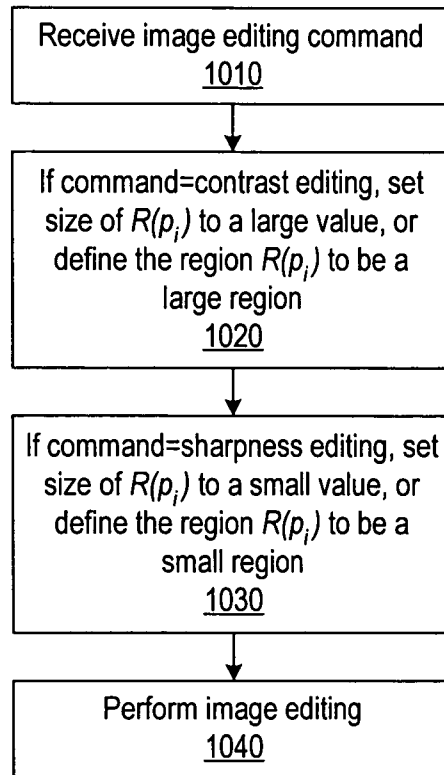 Receive image editing command
1010
If command=contrast editing, set
size of R(pi) to a large value, or
define the region R(pi) to be a
large region
1020
If command=sharpness editing, set
size of R(pi) to a small value, or
define the region R(pi) to be a
small region
1030
Perform image editing
1040